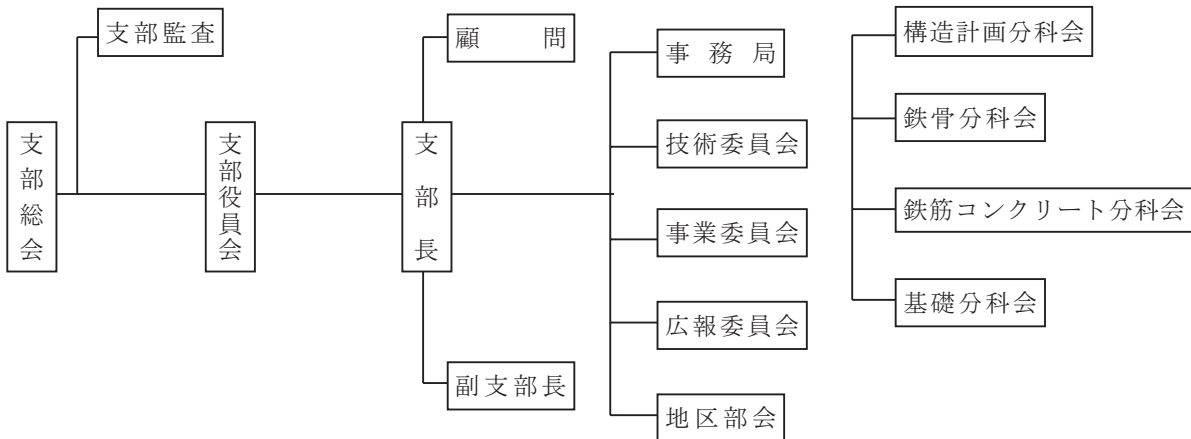 支部監査
支部総会
支部役員会
顧問
支部長
副支部長
事務局
技術委員会
事業委員会
広報委員会
地区部会
構造計画分科会
鉄骨分科会
鉄筋コンクリート分科会
基礎分科会